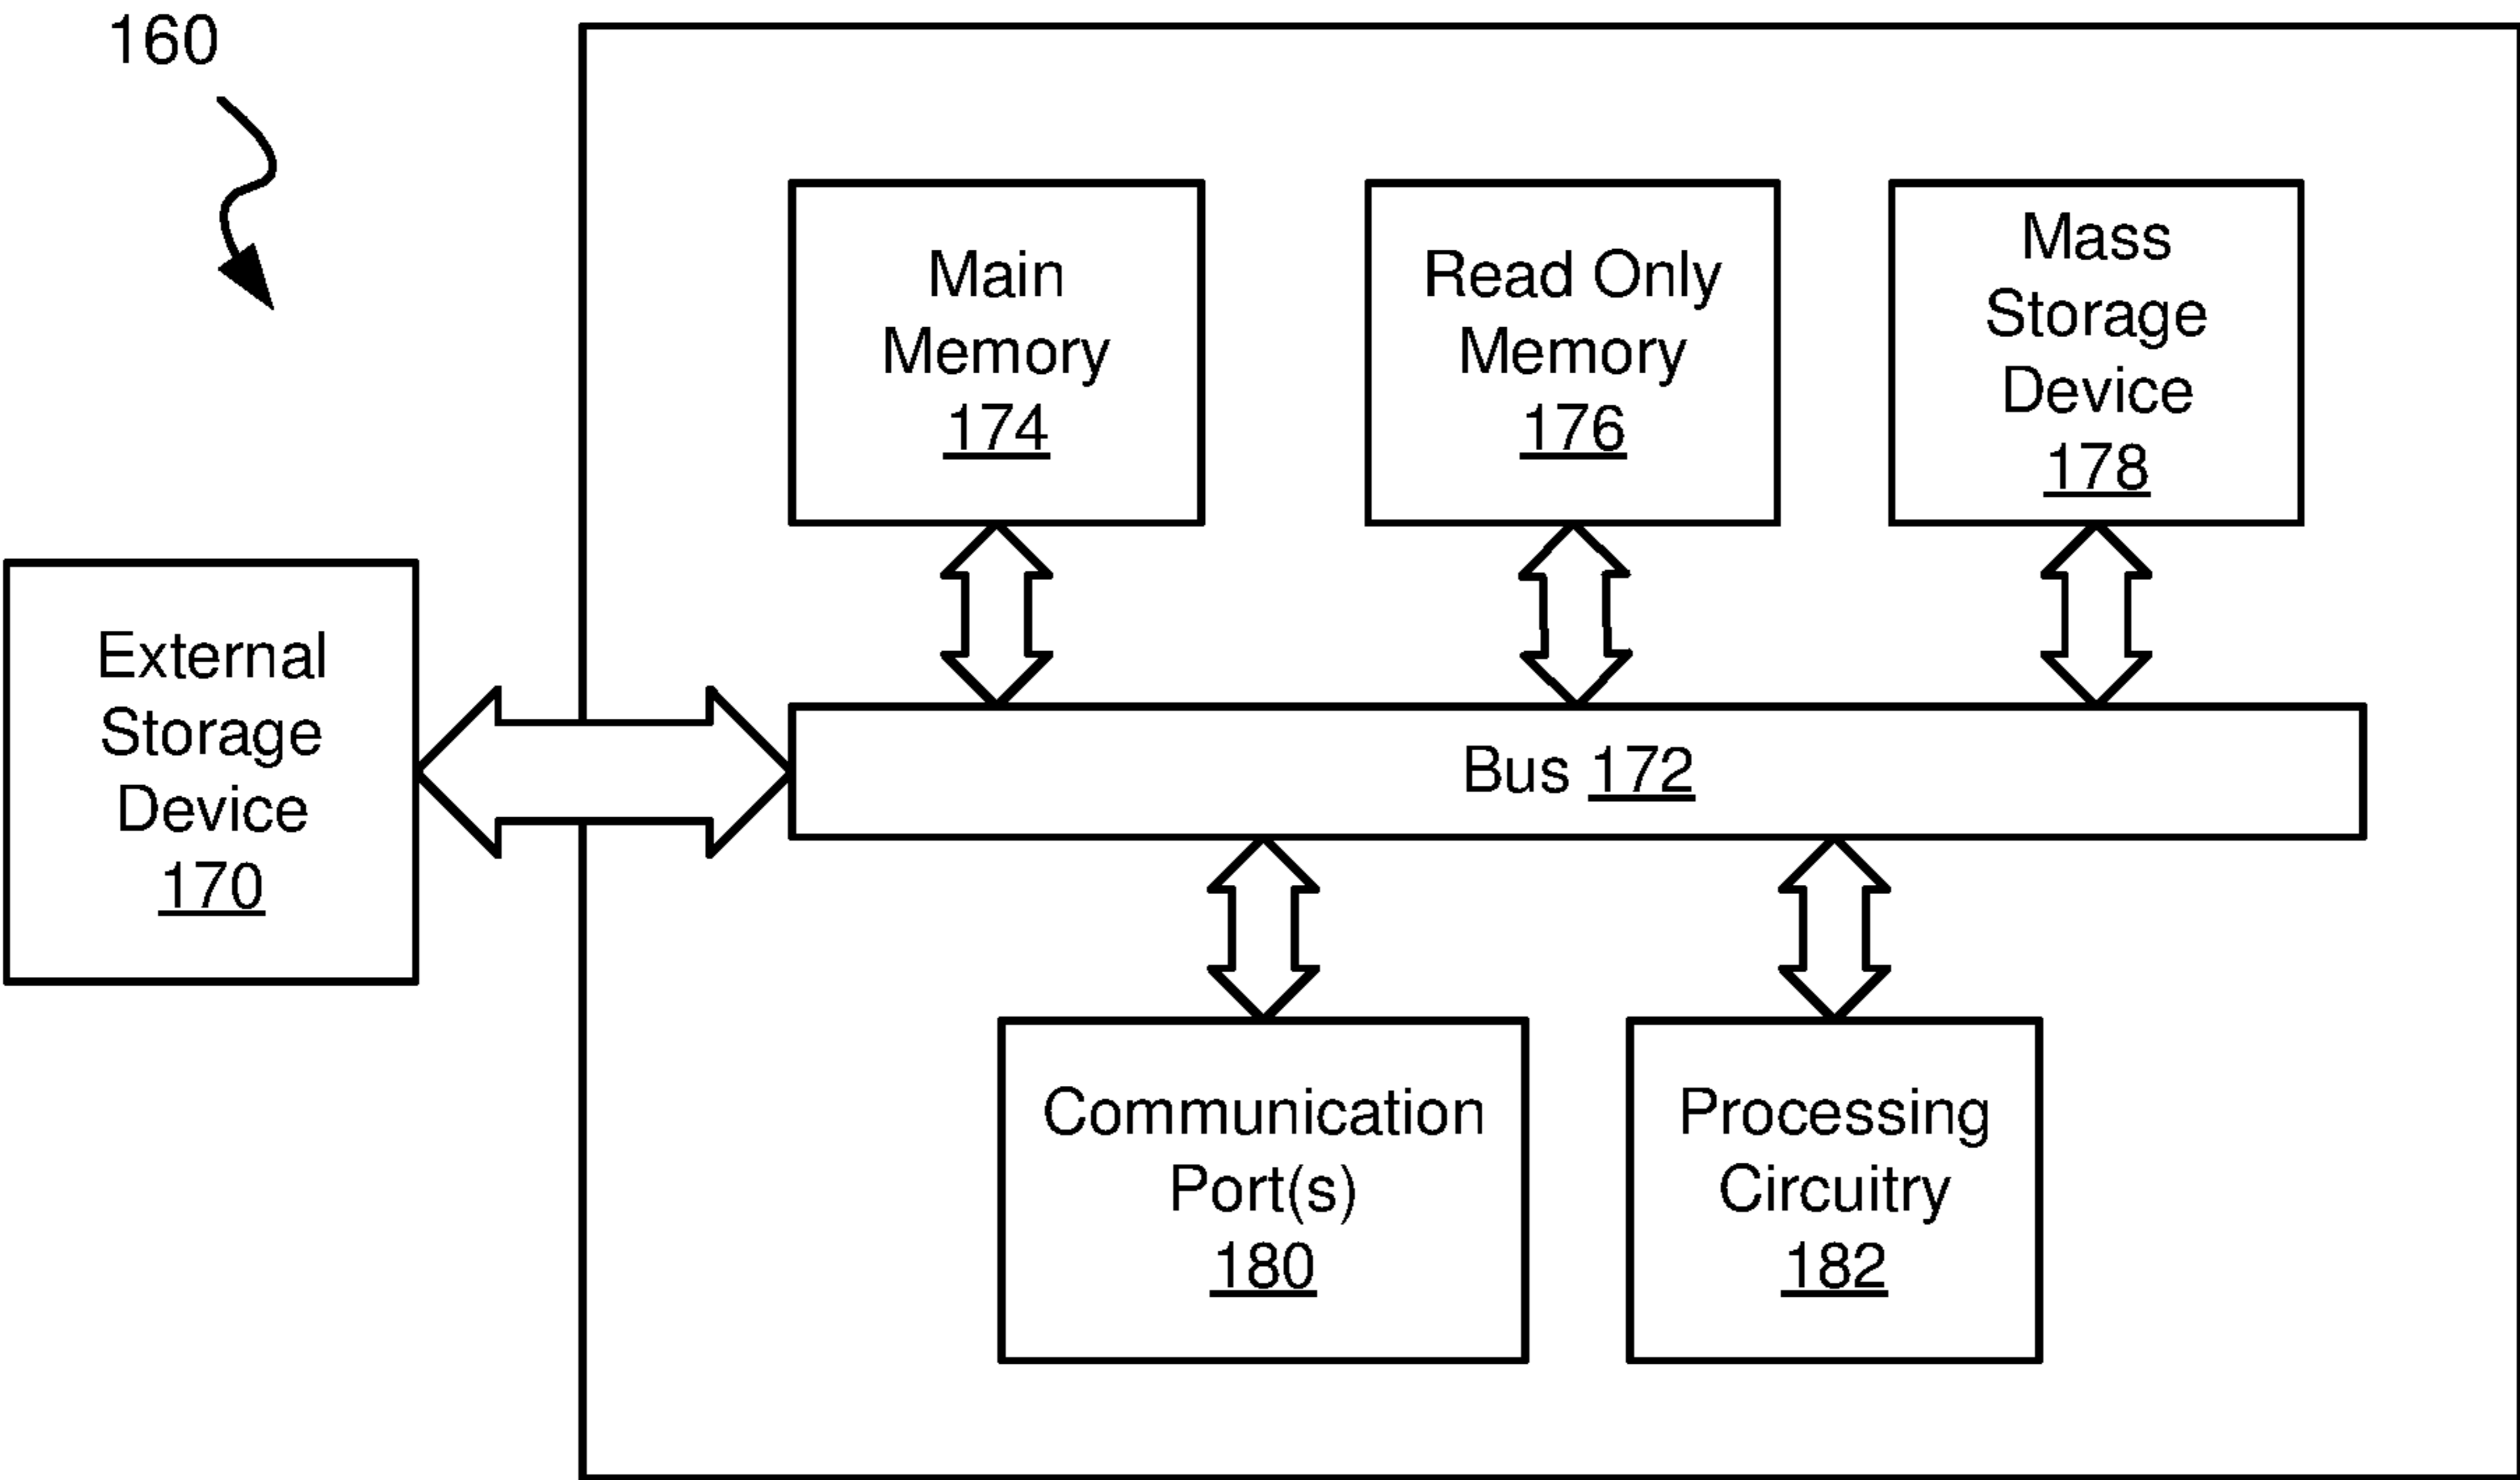 160
Main
Memory
174
Read Only
Memory
176
Mass
Storage
Device
178
External
Storage
Device
170
Bus 172
Communication
Port(s)
180
Processing
Circuitry
182